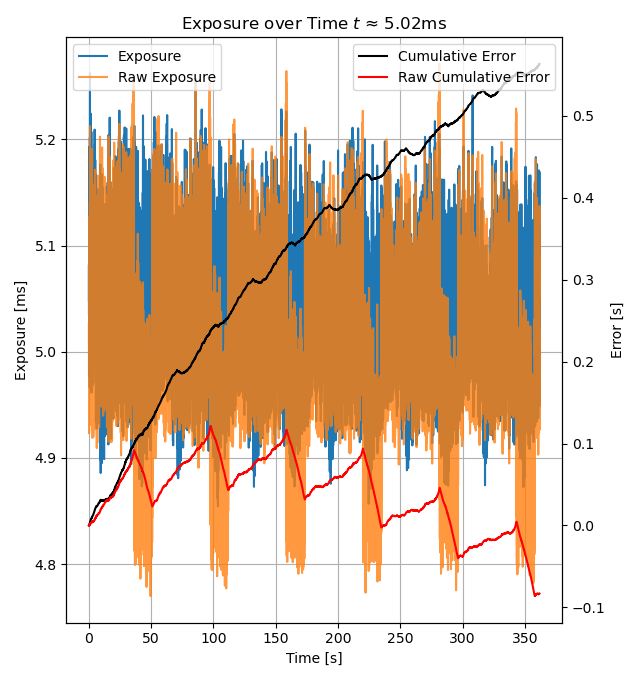 Exposure over Time t ≈ 5.02ms
Exposure
Raw Exposure
Cumulative Error
Raw Cumulative Error
Exposure [ms]
5.2
5.1
5.0
4.9
4.8
0.5
0.4
0.3
0.2
0.1
0.0
−0.1
Error [s]
0 50 100 150 200 250 300 350
Time [s]